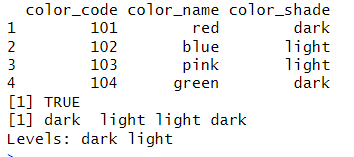 color_code color_name color_shade
1 101 red dark
2 102 blue light
3 103 pink light
4 104 green dark
[1] TRUE
[1] dark light light dark
Levels: dark light